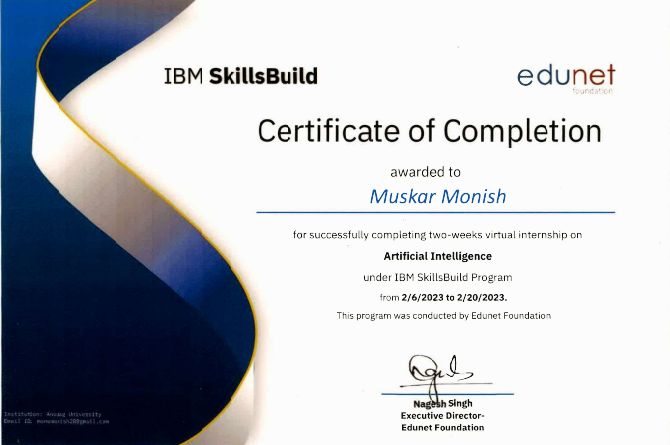 IBM SkillsBuild
edunet
foundation
Certificate of Completion
awarded to
Muskar Monish
for successfully completing two-weeks virtual internship on
Artificial Intelligence
under IBM SkillsBuild Program
from 2/6/2023 to 2/20/2023.
This program was conducted by Edunet Foundation
Nagesh Singh
Executive Director-
Edunet Foundation
Institution: University
Email ID: